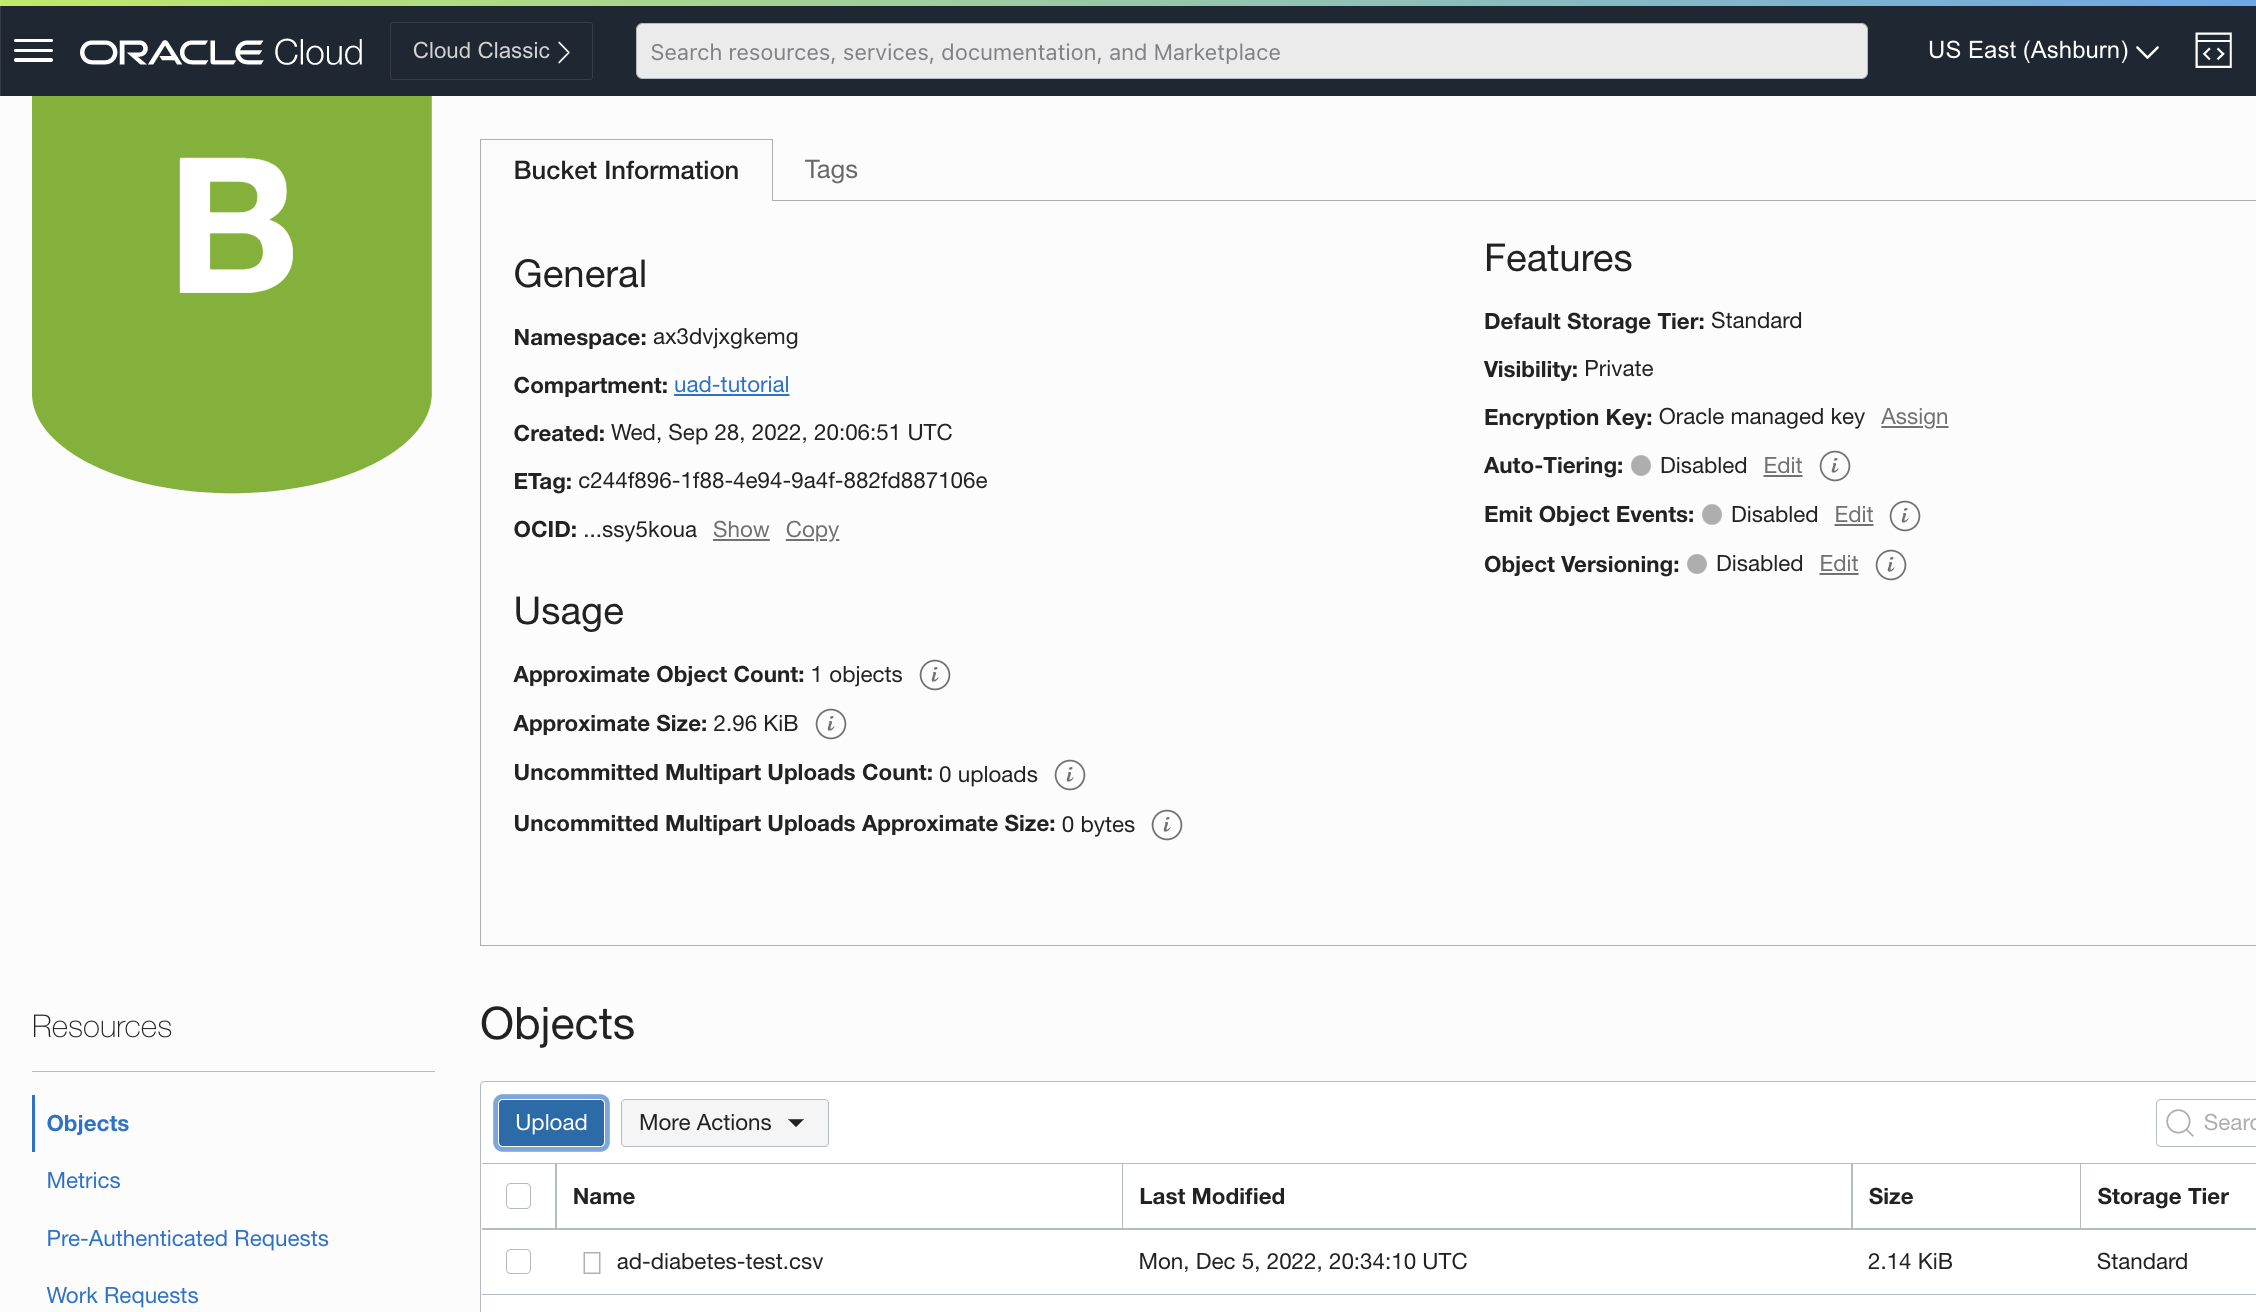 ORACLE Cloud
Cloud Classic
Search resources, services, documentation, and Marketplace
US East (Ashburn)
B
Bucket Information
Tags
General
Namespace: ax3dvjxgkemg
Compartment: uad-tutorial
Created: Wed, Sep 28, 2022, 20:06:51 UTC
ETag: c244f896-1f88-4e94-9a4f-882fd887106e
OCID: ...ssy5koua Show Copy
Usage
Approximate Object Count: 1 objects
Approximate Size: 2.96 KiB
Uncommitted Multipart Uploads Count: 0 uploads
Uncommitted Multipart Uploads Approximate Size: 0 bytes
Features
Default Storage Tier: Standard
Visibility: Private
Encryption Key: Oracle managed key Assign
Auto-Tiering: Disabled Edit
Emit Object Events: Disabled Edit
Object Versioning: Disabled Edit
Resources
Objects
Metrics
Pre-Authenticated Requests
Work Requests
Objects
Upload
More Actions
Searc
Name Last Modified Size Storage Tier
ad-diabetes-test.csv Mon, Dec 5, 2022, 20:34:10 UTC 2.14 KiB Standard